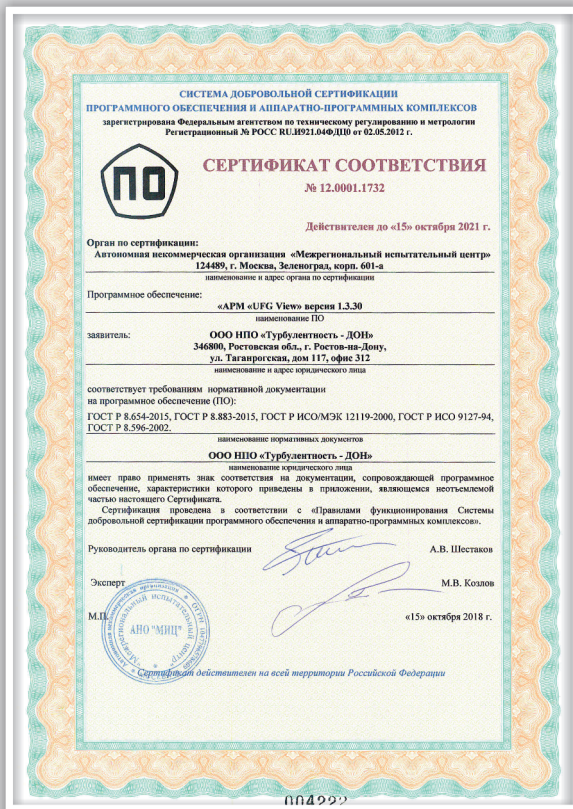 СИСТЕМА ДОБРОВОЛЬНОЙ СЕРТИФИКАЦИИ
ПРОГРАММНОГО ОБЕСПЕЧЕНИЯ И АППАРАТНО-ПРОГРАММНЫХ КОМПЛЕКСОВ
зарегистрирована Федеральным агентством по техническому регулированию и метрологии
Регистрационный № РОСС RU.И921.04ФДЦ0 от 02.05.2012 г.
ПО
СЕРТИФИКАТ СООТВЕТСТВИЯ
№ 12.0001.1732
Действителен до «15» октября 2021 г.
Орган по сертификации:
Автономная некоммерческая организация «Межрегиональный испытательный центр»
124489, г. Москва, Зеленоград, корп. 601-а
наименование и адрес органа по сертификации
Программное обеспечение:
«АРМ «UFG View» версия 1.3.30
наименование ПО
заявитель:
ООО НПО «Турбулентность - ДОН»
346800, Ростовская обл., г. Ростов-на-Дону,
ул. Таганрогская, дом 117, офис 312
наименование и адрес юридического лица
соответствует требованиям нормативной документации
на программное обеспечение (ПО):
ГОСТ Р 8.654-2015, ГОСТ Р 8.883-2015, ГОСТ Р ИСО/МЭК 12119-2000, ГОСТ Р ИСО 9127-94,
ГОСТ Р 8.596-2002.
наименование нормативных документов
ООО НПО «Турбулентность - ДОН»
наименование юридического лица
имеет право применять знак соответствия на документации, сопровождающей программное
обеспечение, характеристики которого приведены в приложении, являющемся неотъемлемой
частью настоящего Сертификата.
Сертификация проведена в соответствии с «Правилами функционирования Системы
добровольной сертификации программного обеспечения и аппаратно-программных комплексов».
Руководитель органа по сертификации
А.В. Шестаков
Эксперт
М.В. Козлов
М.П.
«15» октября 2018 г.
АНО "МИЦ"
"Межрегиональный испытательный центр"
Сертификат действителен на всей территории Российской Федерации